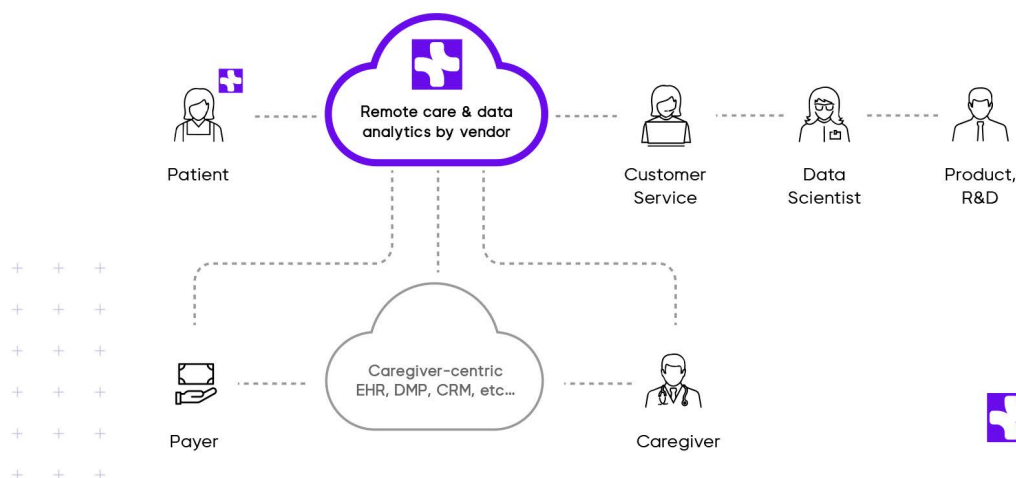 Remote care & data
analytics by vendor
Patient
Customer
Service
Data
Scientist
Product,
R&D
Caregiver-centric
EHR, DMP, CRM, etc...
Payer
Caregiver